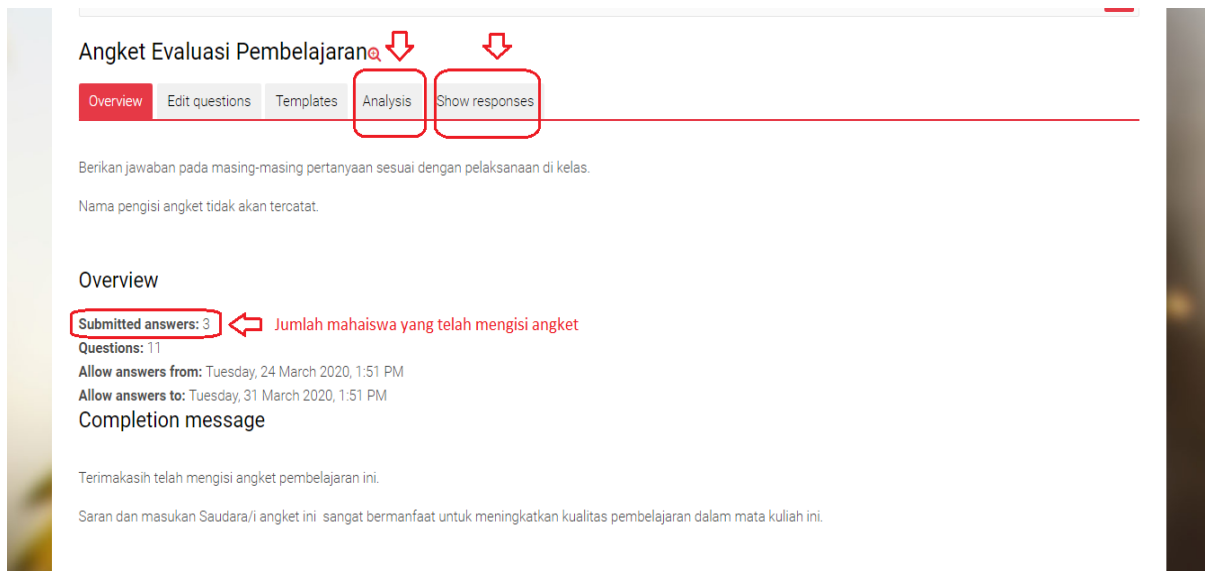 Angket Evaluasi Pembelajaran
Overview Edit questions Templates Analysis Show responses
Berikan jawaban pada masing-masing pertanyaan sesuai dengan pelaksanaan di kelas.
Nama pengisi angket tidak akan tercatat.
Overview
Submitted answers: 3 Jumlah mahaiswa yang telah mengisi angket
Questions: 11
Allow answers from: Tuesday, 24 March 2020, 1:51 PM
Allow answers to: Tuesday, 31 March 2020, 1:51 PM
Completion message
Terimakasih telah mengisi angket pembelajaran ini.
Saran dan masukan Saudara/i angket ini sangat bermanfaat untuk meningkatkan kualitas pembelajaran dalam mata kuliah ini.